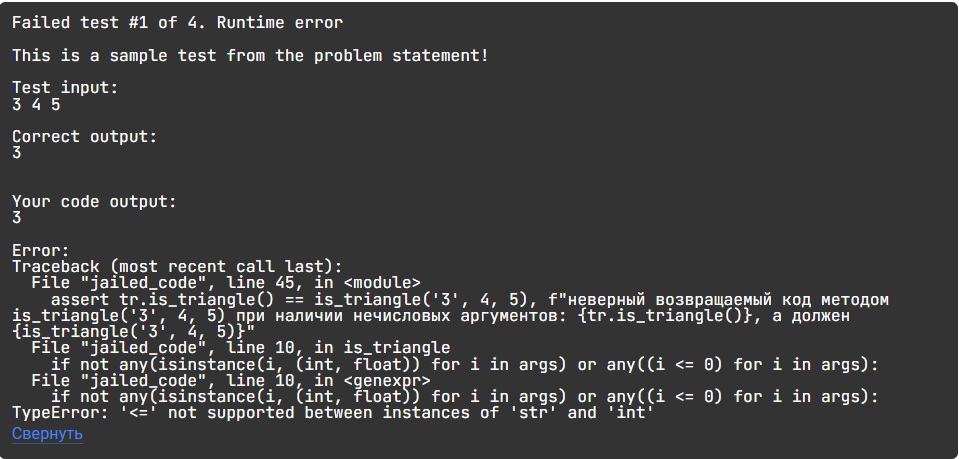 Failed test #1 of 4. Runtime error
This is a sample test from the problem statement!
Test input:
3 4 5
Correct output:
3
Your code output:
3
Error:
Traceback (most recent call last):
  File "jailed_code", line 45, in <module>
    assert tr.is_triangle() == is_triangle('3', 4, 5), f"неверный возвращаемый код методом
is_triangle('3', 4, 5) при наличии нечисловых аргументов: {tr.is_triangle()}, а должен
{is_triangle('3', 4, 5)}"
  File "jailed_code", line 10, in is_triangle
    if not any(isinstance(i, (int, float)) for i in args) or any((i <= 0) for i in args):
  File "jailed_code", line 10, in <genexpr>
    if not any(isinstance(i, (int, float)) for i in args) or any((i <= 0) for i in args):
TypeError: '<=' not supported between instances of 'str' and 'int'
Свернуть